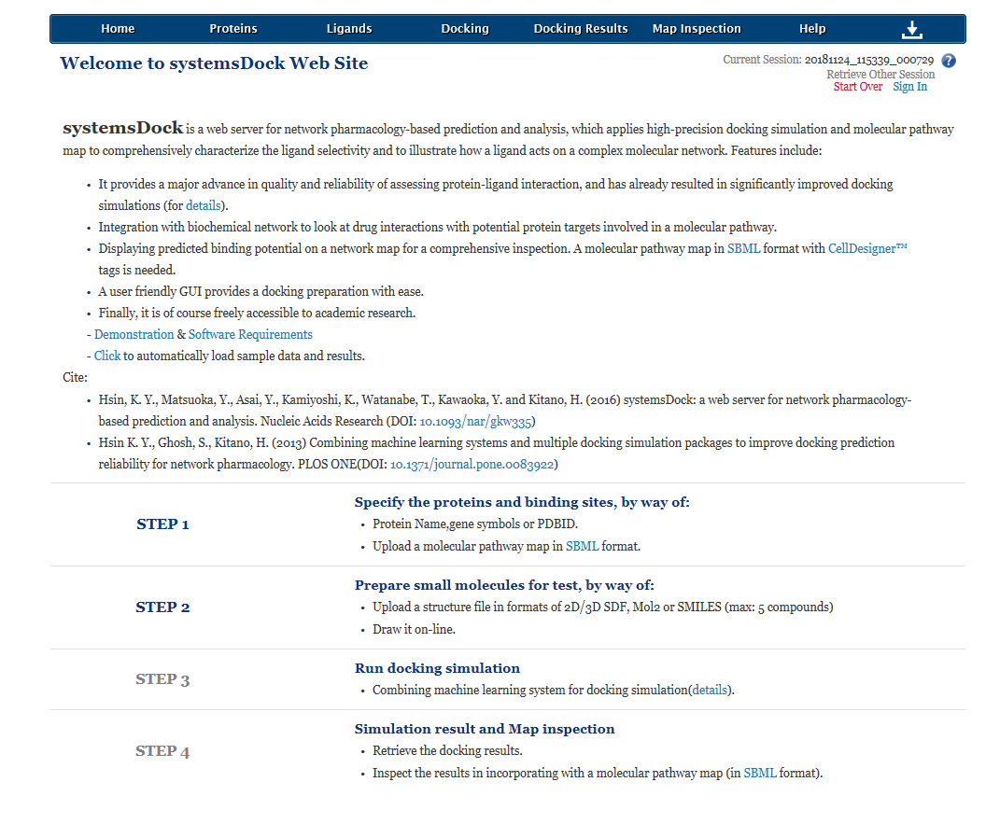 Home Proteins Ligands Docking Docking Results Map Inspection Help
Welcome to systemsDock Web Site
Current Session: 20181124_115339_000729 ?
Retrieve Other Session
Start Over Sign In
systemsDock is a web server for network pharmacology-based prediction and analysis, which applies high-precision docking simulation and molecular pathway
map to comprehensively characterize the ligand selectivity and to illustrate how a ligand acts on a complex molecular network. Features include:
• It provides a major advance in quality and reliability of assessing protein-ligand interaction, and has already resulted in significantly improved docking
simulations (for details).
• Integration with biochemical network to look at drug interactions with potential protein targets involved in a molecular pathway.
• Displaying predicted binding potential on a network map for a comprehensive inspection. A molecular pathway map in SBML format with CellDesigner™
tags is needed.
• A user friendly GUI provides a docking preparation with ease.
• Finally, it is of course freely accessible to academic research.
- Demonstration & Software Requirements
- Click to automatically load sample data and results.
Cite:
• Hsin, K. Y., Matsuoka, Y., Asai, Y., Kamiyoshi, K., Watanabe, T., Kawaoka, Y. and Kitano, H. (2016) systemsDock: a web server for network pharmacology-
based prediction and analysis. Nucleic Acids Research (DOI: 10.1093/nar/gkw335)
• Hsin K. Y., Ghosh, S., Kitano, H. (2013) Combining machine learning systems and multiple docking simulation packages to improve docking prediction
reliability for network pharmacology. PLOS ONE(DOI: 10.1371/journal.pone.0083922)
STEP 1
Specify the proteins and binding sites, by way of:
• Protein Name,gene symbols or PDBID.
• Upload a molecular pathway map in SBML format.
STEP 2
Prepare small molecules for test, by way of:
• Upload a structure file in formats of 2D/3D SDF, Mol2 or SMILES (max: 5 compounds)
• Draw it on-line.
STEP 3
Run docking simulation
• Combining machine learning system for docking simulation(details).
STEP 4
Simulation result and Map inspection
• Retrieve the docking results.
• Inspect the results in incorporating with a molecular pathway map (in SBML format).